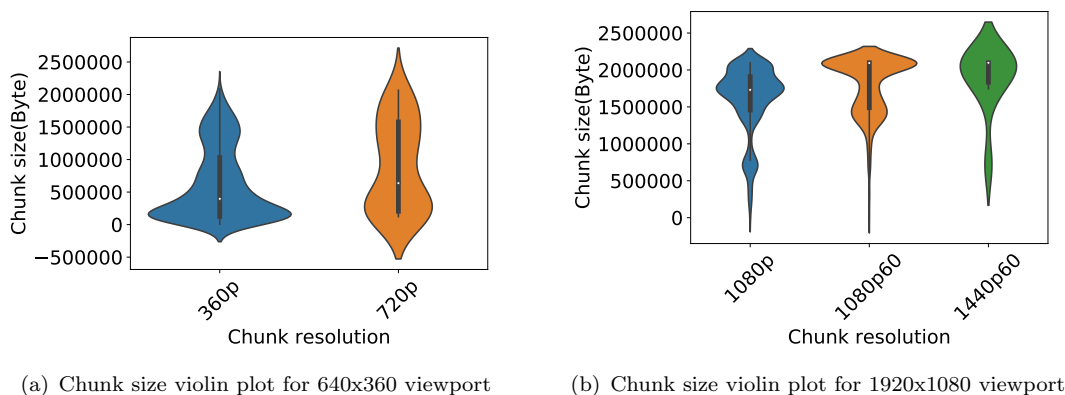 2500000
2000000
1500000
1000000
500000
0
−500000
Chunk size(Byte)
360p
720p
Chunk resolution
(a) Chunk size violin plot for 640x360 viewport
2500000
2000000
1500000
1000000
500000
0
Chunk size(Byte)
1080p
1080p60
1440p60
Chunk resolution
(b) Chunk size violin plot for 1920x1080 viewport